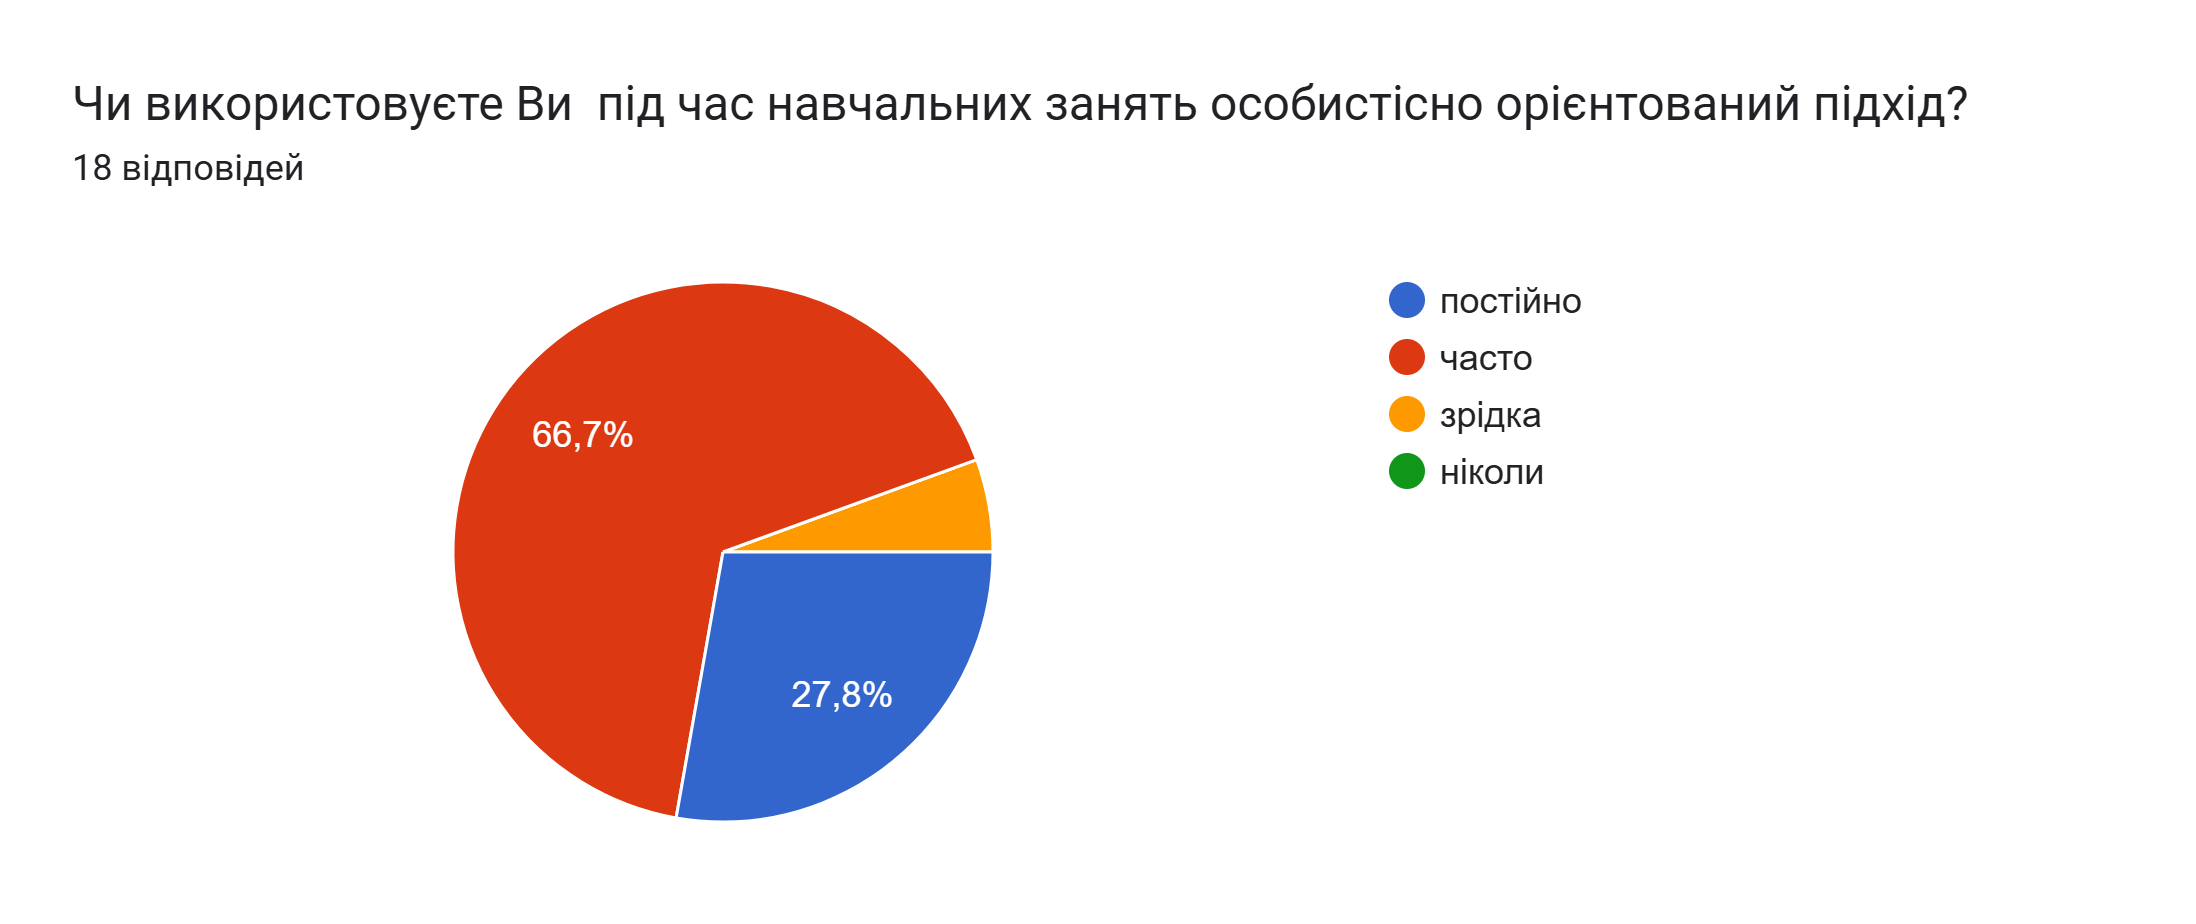 Чи використовуєте Ви  під час навчальних занять особистісно орієнтований підхід?
18 відповідей
постійно
часто
зрідка
ніколи
66,7%
27,8%